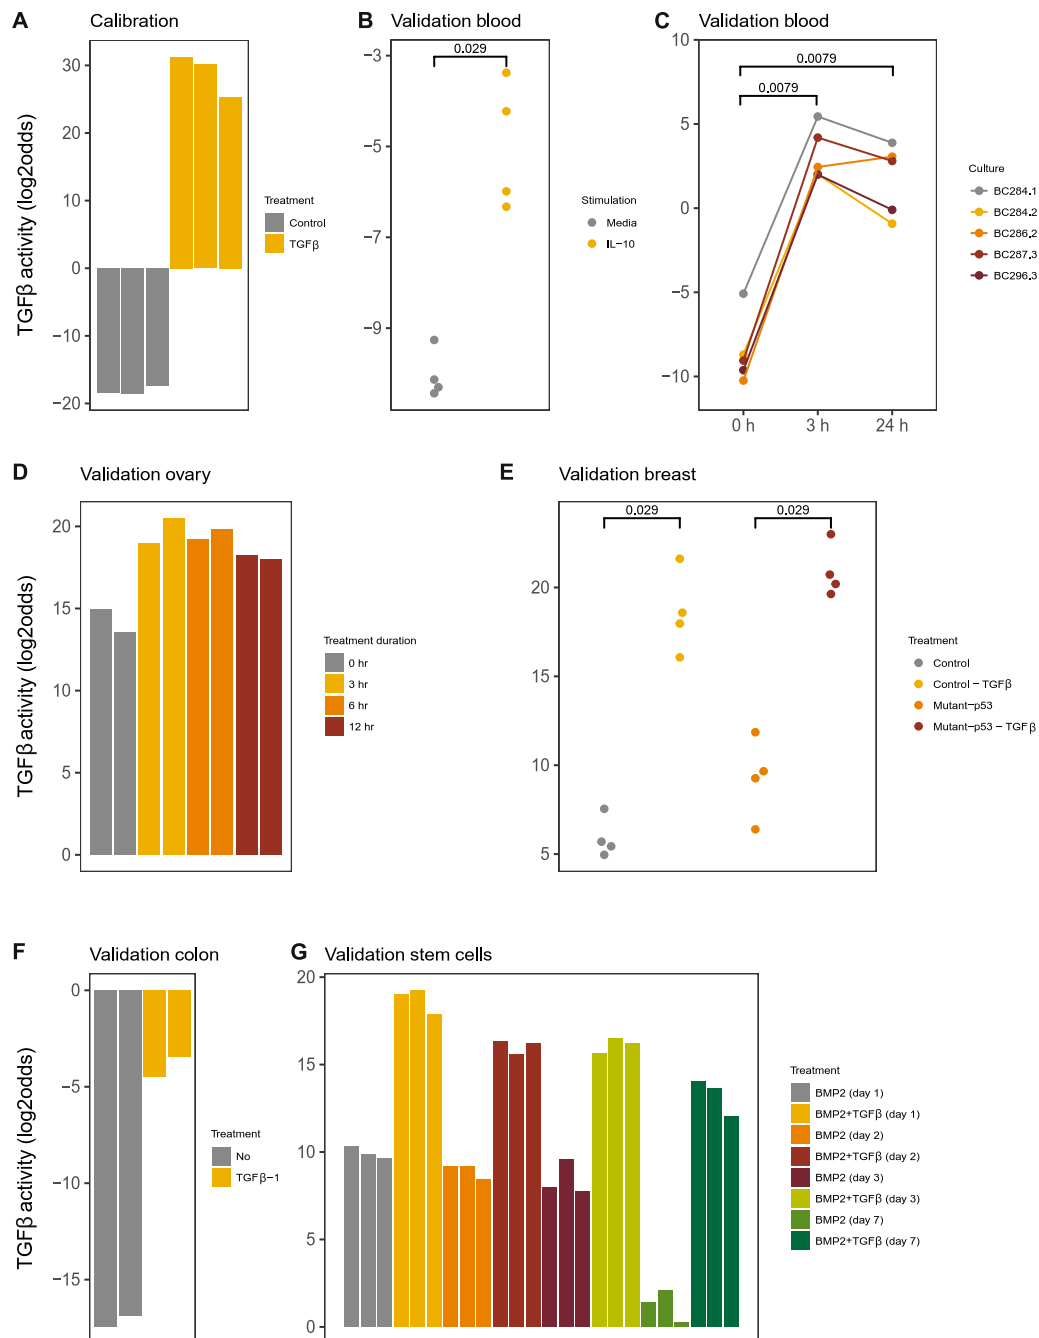 A Calibration
TGFβ activity (log2odds)
30
20
10
0
−10
−20
Treatment
Control
TGFβ
B Validation blood
−3
−5
−7
−9
0.029
Stimulation
Media
IL−10
C Validation blood
10
5
0
−5
−10
0.0079
0.0079
0 h 3 h 24 h
Culture
BC284.1
BC284.2
BC286.2
BC287.3
BC296.3
D Validation ovary
TGFβ activity (log2odds)
20
15
10
5
0
Treatment duration
0 hr
3 hr
6 hr
12 hr
E Validation breast
20
15
10
5
0.029 0.029
Treatment
Control
Control − TGFβ
Mutant−p53
Mutant−p53 − TGFβ
F Validation colon
TGFβ activity (log2odds)
0
−5
−10
−15
Treatment
No
TGFβ−1
G Validation stem cells
20
15
10
5
0
Treatment
BMP2 (day 1)
BMP2+TGFβ (day 1)
BMP2 (day 2)
BMP2+TGFβ (day 2)
BMP2 (day 3)
BMP2+TGFβ (day 3)
BMP2 (day 7)
BMP2+TGFβ (day 7)